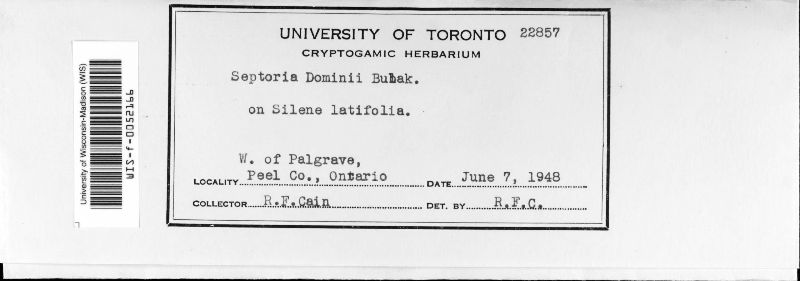 UNIVERSITY OF TORONTO 22857
CRYPTOGAMIC HERBARIUM
Septoria Dominii Bubak.
on Silene latifolia.
W. of Palgrave,
LOCALITY Peel Co., Ontario DATE June 7, 1948
COLLECTOR R.F.Cain DET. BY R.F.C.
University of Wisconsin-Madison (WIS)
WIS-f-0052166